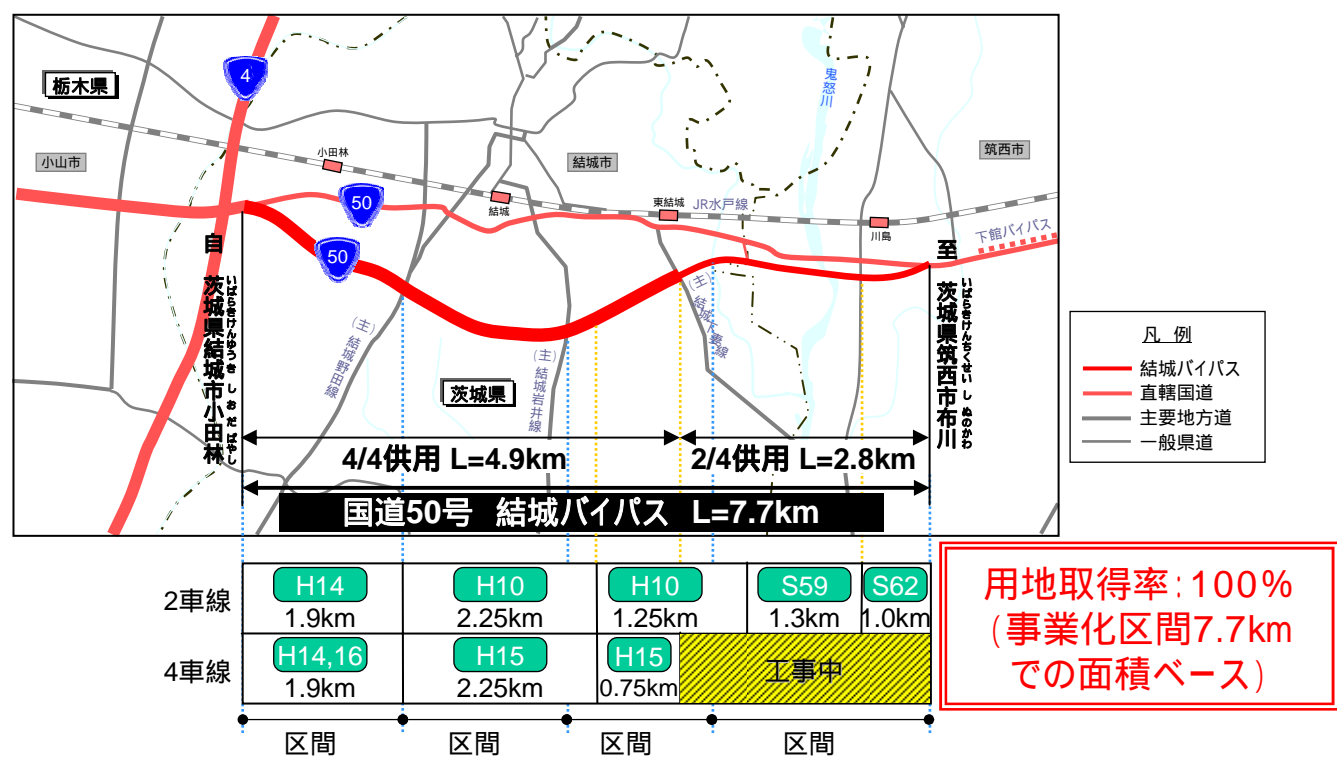 栃木県
4
鬼怒川
小山市
小田林
結城市
筑西市
50
結城
東結城
JR水戸線
川島
下館バイパス
50
自 茨城県結城市小田林
いばらきけんゆうき し お だ ばやし
至 茨城県筑西市布川
いばらきけんちくせい し ぬのかわ
(主)結城野田線
(主)結城岩井線
(主)結城下妻線
茨城県
4/4供用 L=4.9km
2/4供用 L=2.8km
国道50号 結城バイパス L=7.7km
凡 例
結城バイパス
直轄国道
主要地方道
一般県道
2車線
H14
1.9km
H10
2.25km
H10
1.25km
S59
1.3km
S62
1.0km
4車線
H14,16
1.9km
H15
2.25km
H15
0.75km
工事中
区間
区間
区間
区間
用地取得率:100%
(事業化区間7.7km
での面積ベース)